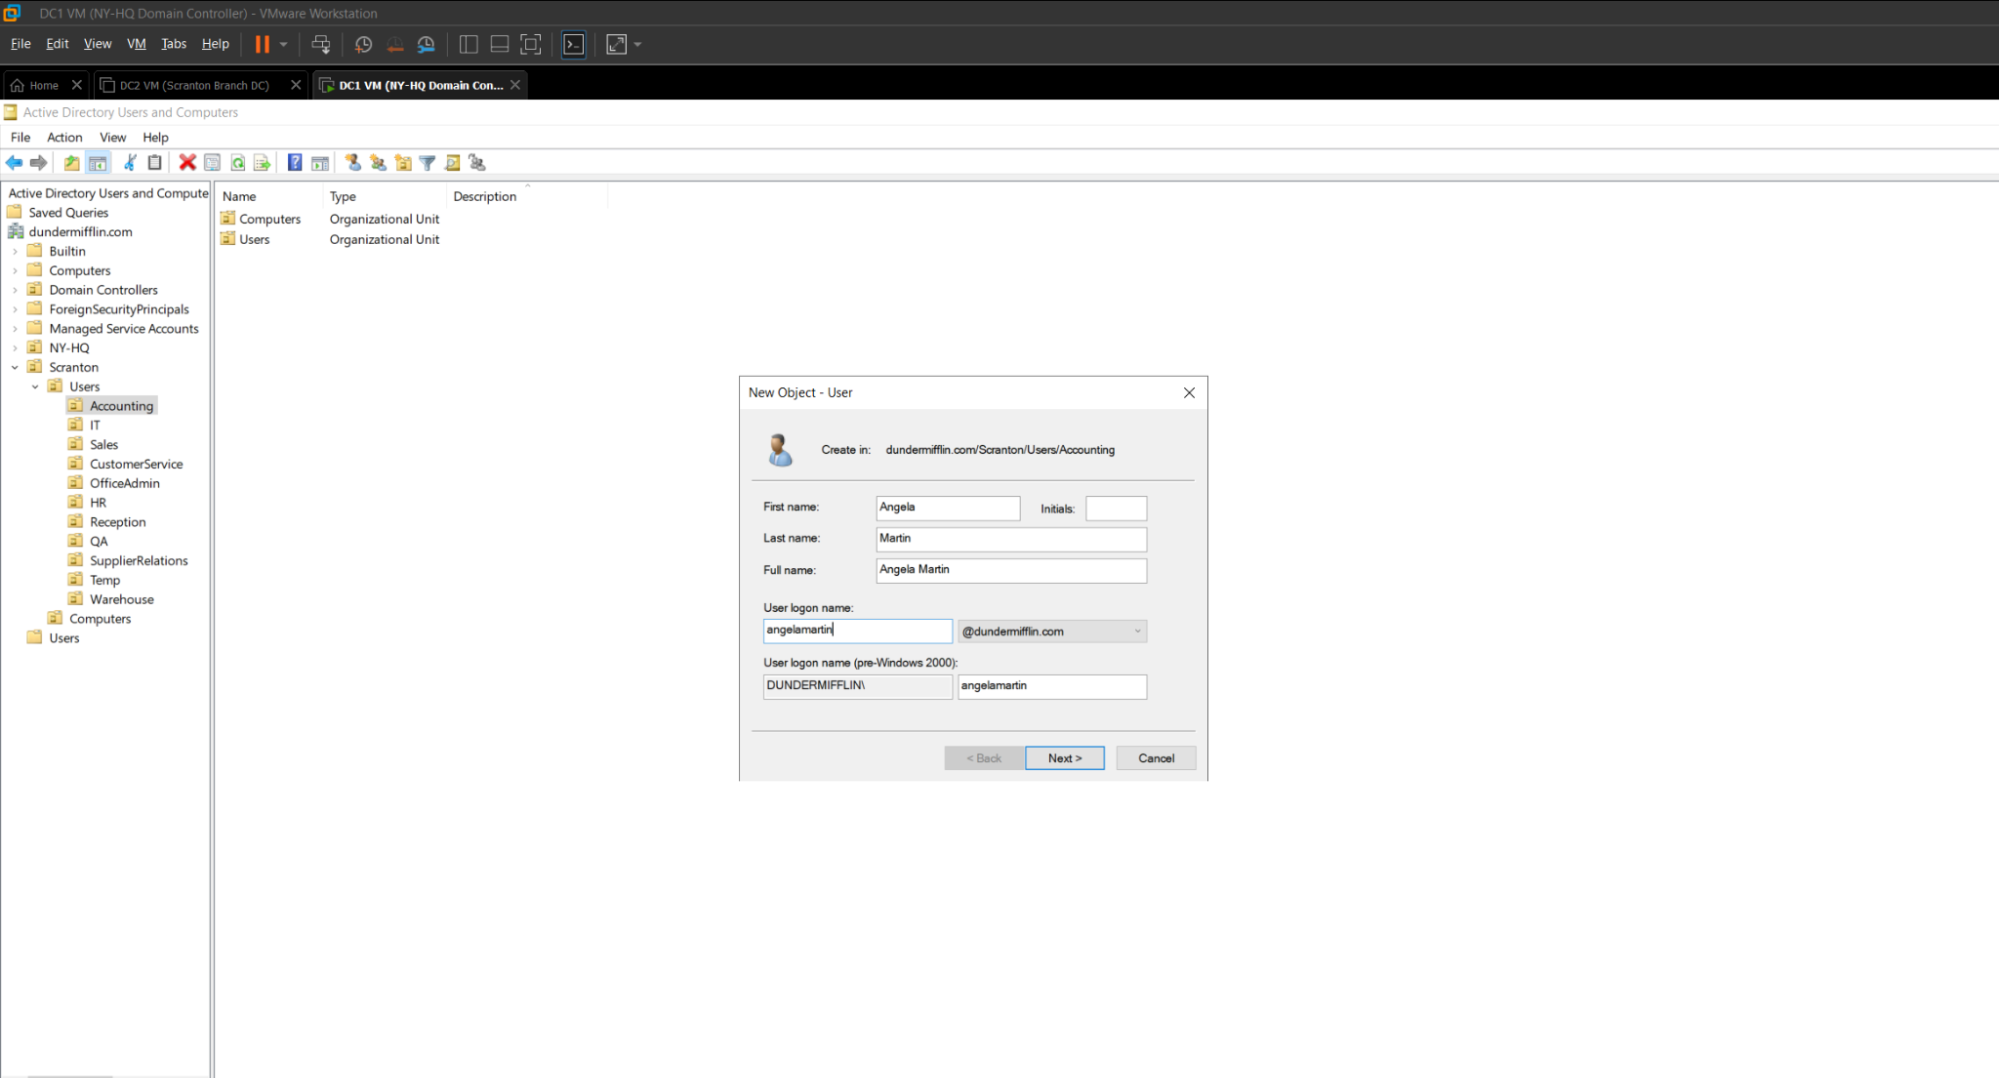 DC1 VM (NY-HQ Domain Controller) - VMware Workstation
File Edit View VM Tabs Help
Home DC2 VM (Scranton Branch DC) DC1 VM (NY-HQ Domain Con...
Active Directory Users and Computers
File Action View Help
Active Directory Users and Compute
Saved Queries
dundermifflin.com
Builtin
Computers
Domain Controllers
ForeignSecurityPrincipals
Managed Service Accounts
NY-HQ
Scranton
Users
Accounting
IT
Sales
CustomerService
OfficeAdmin
HR
Reception
QA
SupplierRelations
Temp
Warehouse
Computers
Users
Name Type Description
Computers Organizational Unit
Users Organizational Unit
New Object - User
Create in: dundermifflin.com/Scranton/Users/Accounting
First name: Angela Initials:
Last name: Martin
Full name: Angela Martin
User logon name:
angelamartin @dundermifflin.com
User logon name (pre-Windows 2000):
DUNDERMIFFLIN\ angelamartin
< Back Next > Cancel